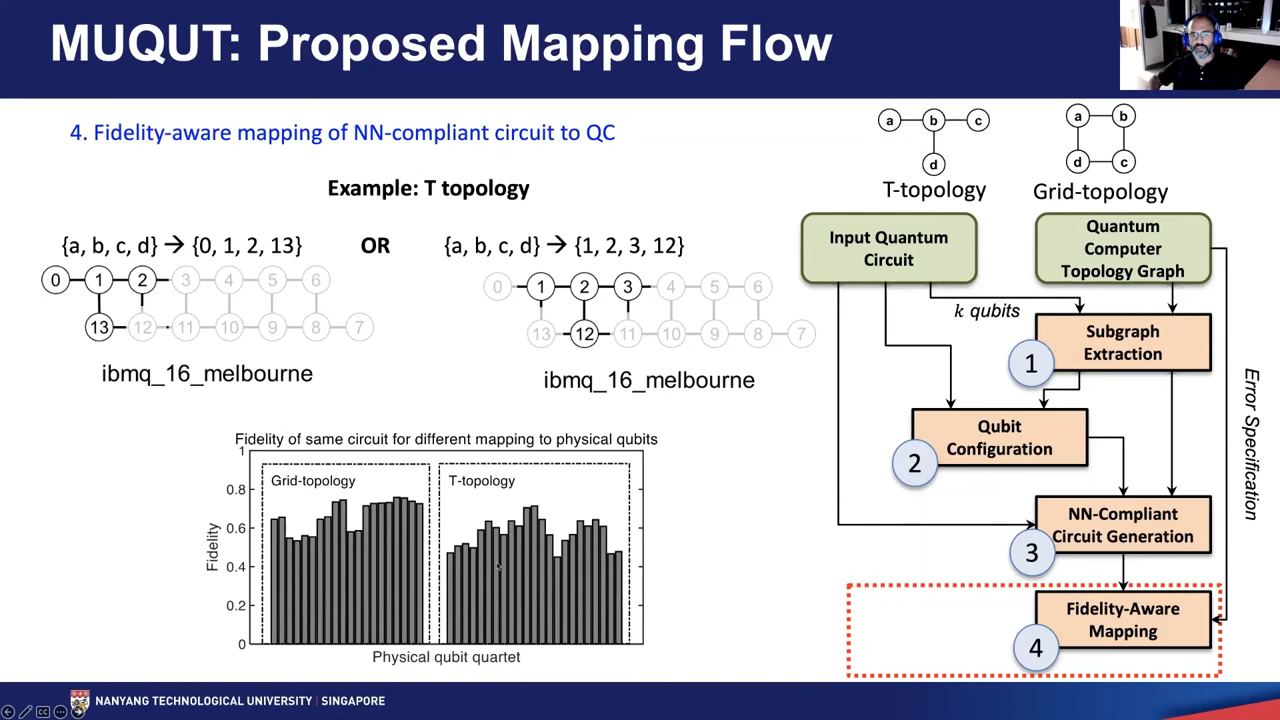 MUQUT: Proposed Mapping Flow
4. Fidelity-aware mapping of NN-compliant circuit to QC
Example: T topology
{a, b, c, d} → {0, 1, 2, 13}
OR
{a, b, c, d} → {1, 2, 3, 12}
0 1 2 3 4 5 6
13 12 11 10 9 8 7
ibmq_16_melbourne
0 1 2 3 4 5 6
13 12 11 10 9 8 7
ibmq_16_melbourne
Fidelity of same circuit for different mapping to physical qubits
Grid-topology
T-topology
1
0.8
0.6
0.4
0.2
0
Fidelity
Physical qubit quartet
a b c
d
T-topology
a b
d c
Grid-topology
Input Quantum
Circuit
Quantum
Computer
Topology Graph
k qubits
Subgraph
Extraction
1
Qubit
Configuration
2
NN-Compliant
Circuit Generation
3
Fidelity-Aware
Mapping
4
Error Specification
NANYANG TECHNOLOGICAL UNIVERSITY | SINGAPORE